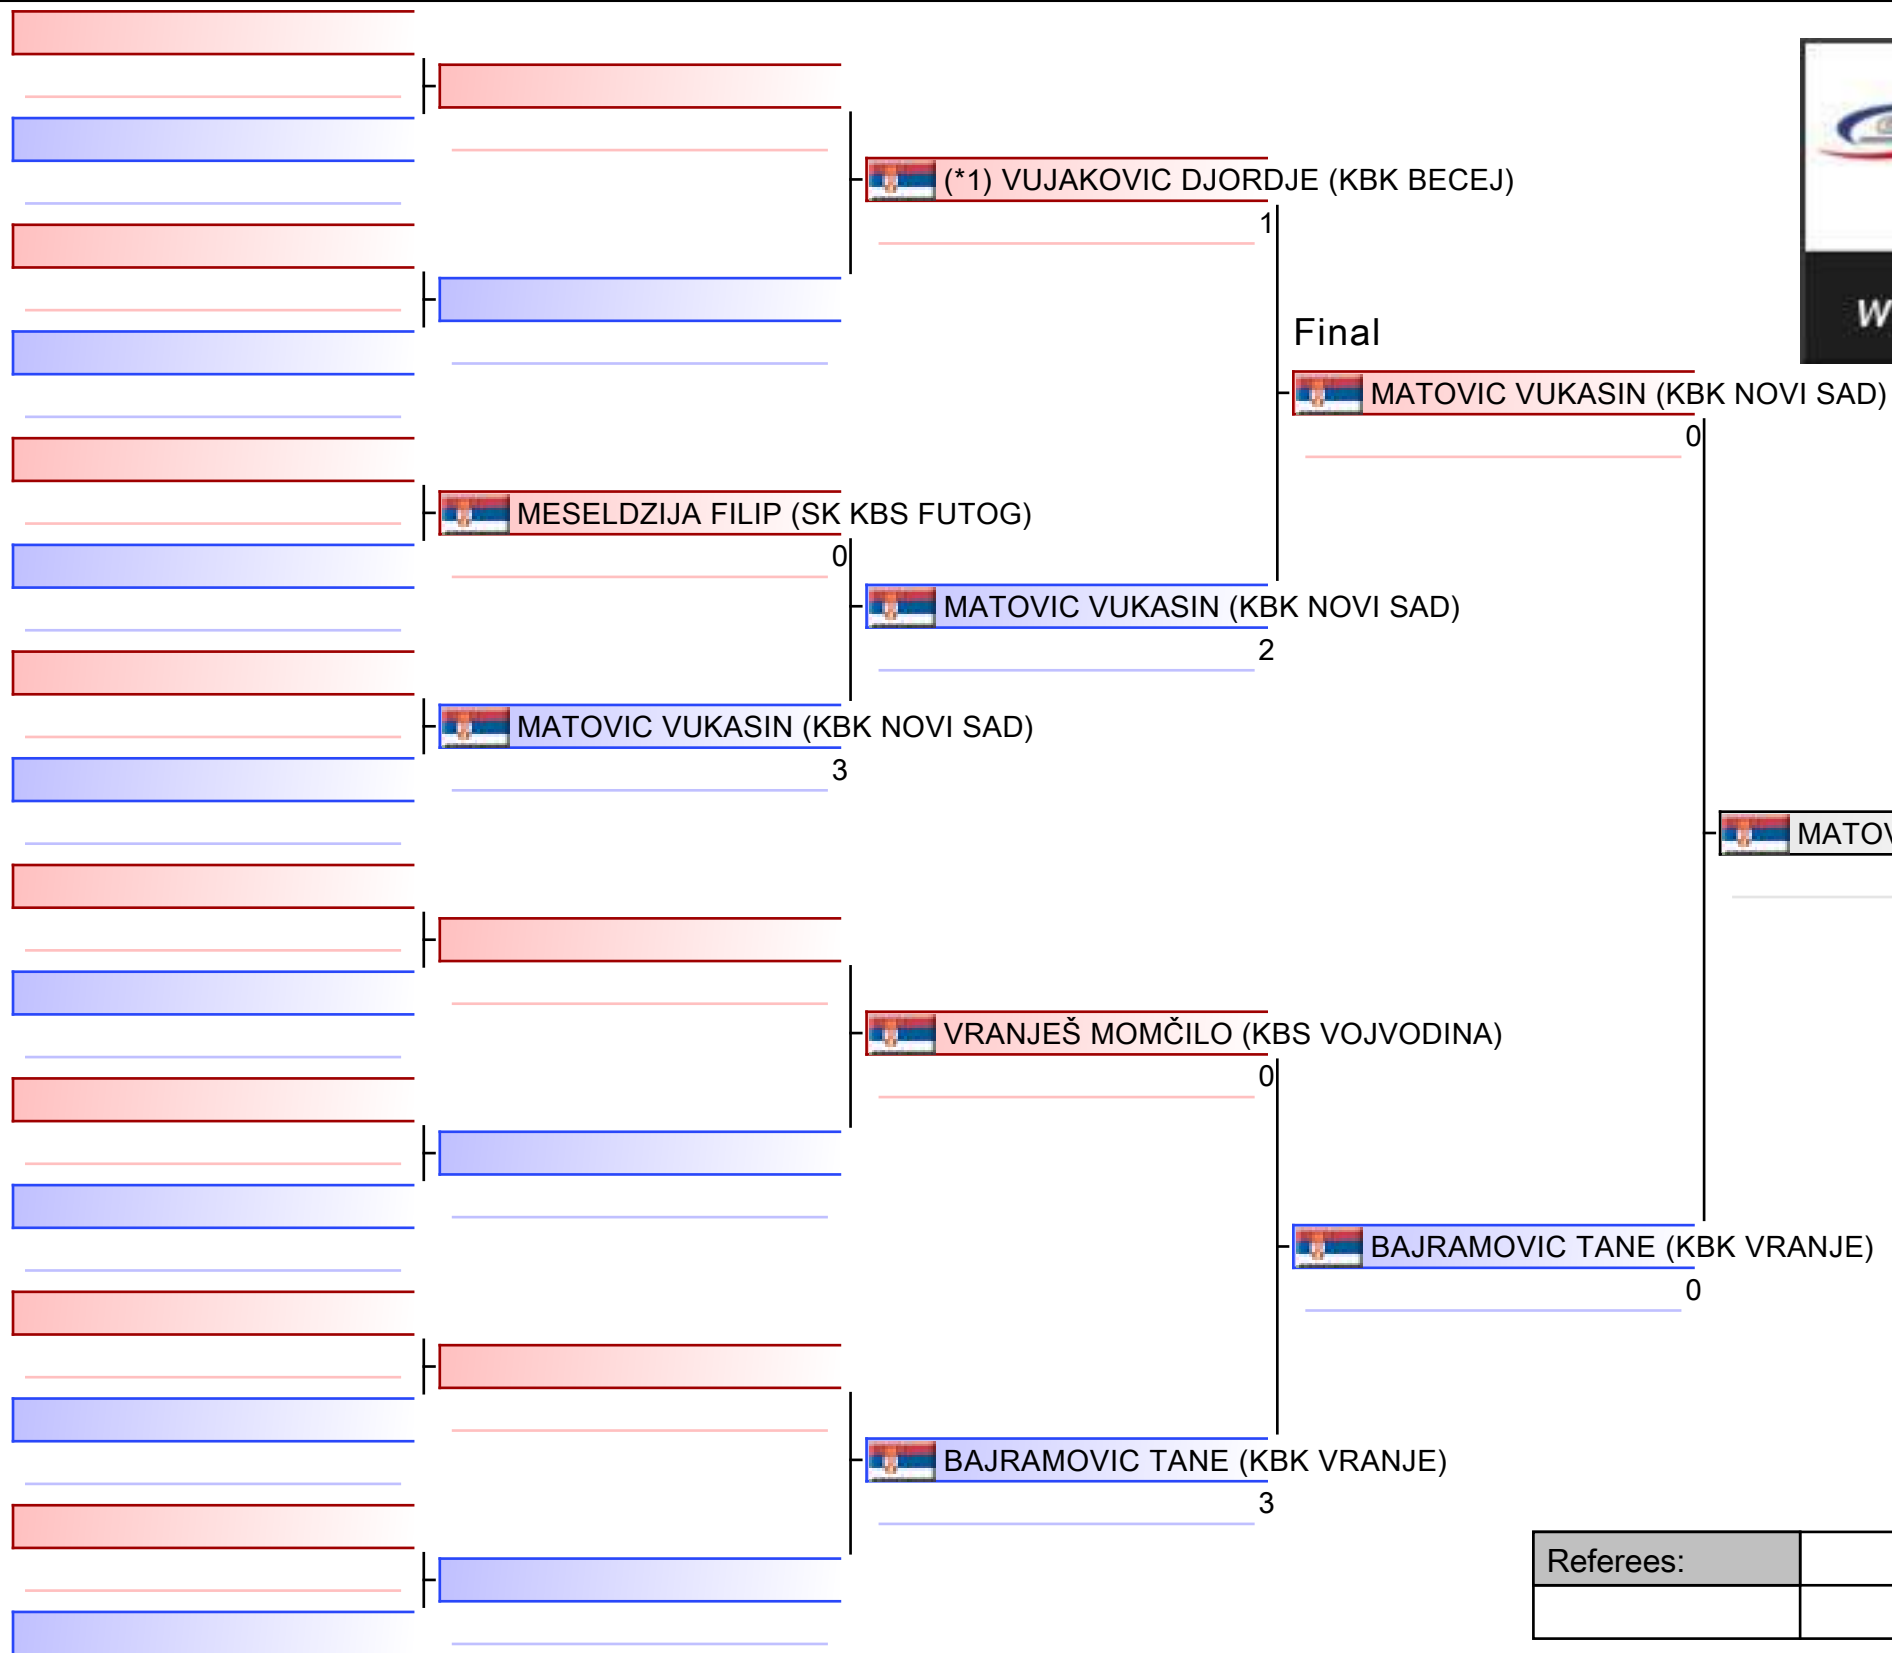 (*1) VUJAKOVIC DJORDJE (KBK BECEJ)
1
Final
MATOVIC VUKASIN (KBK NOVI SAD)
0
MESELDZIJA FILIP (SK KBS FUTOG)
0
MATOVIC VUKASIN (KBK NOVI SAD)
2
MATOVIC VUKASIN (KBK NOVI SAD)
3
VRANJEŠ MOMČILO (KBS VOJVODINA)
0
BAJRAMOVIC TANE (KBK VRANJE)
0
BAJRAMOVIC TANE (KBK VRANJE)
3
Referees: